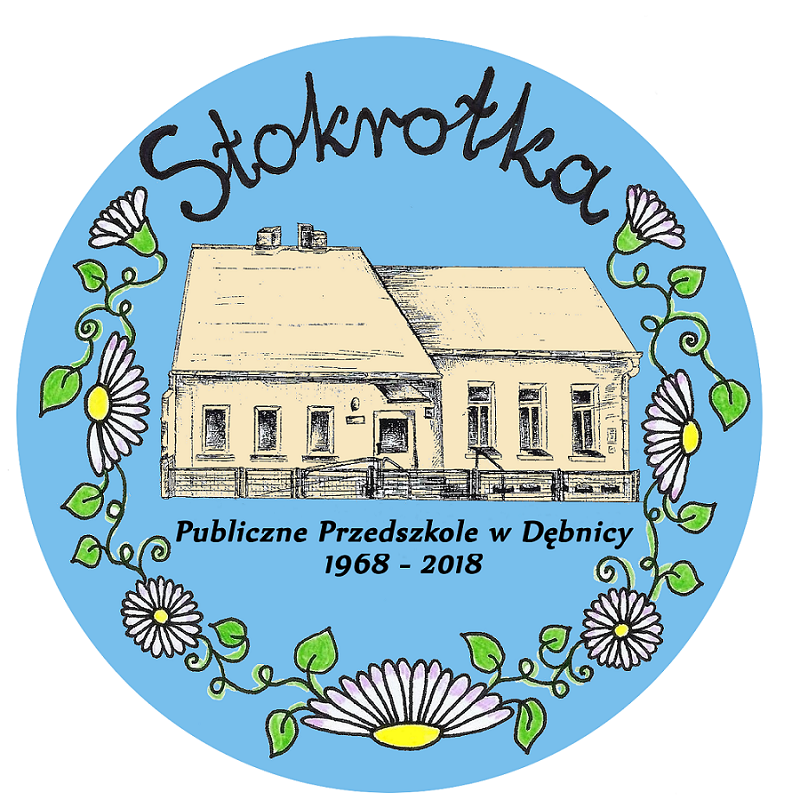 Stokrotka
Publiczne Przedszkole w Dębnicy
1968 - 2018